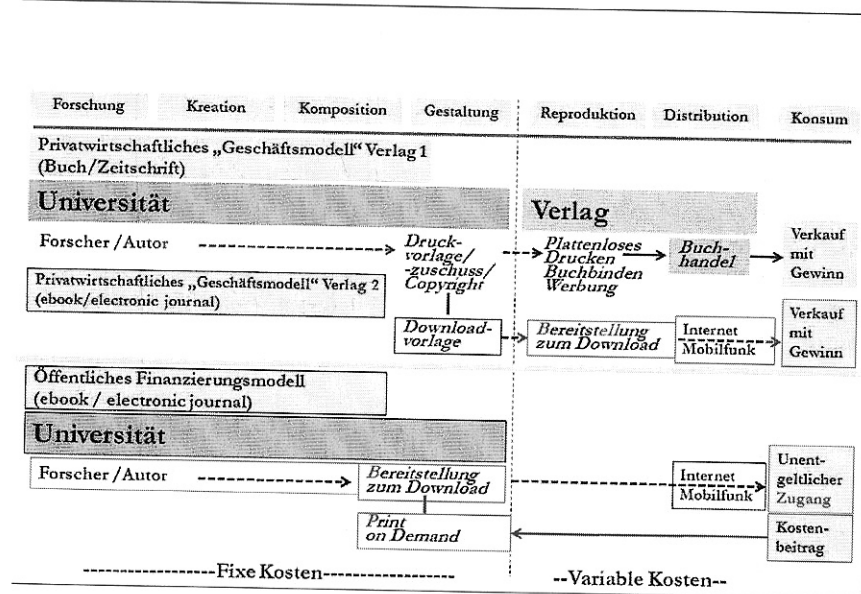 Forschung Kreation Komposition Gestaltung Reproduktion Distribution Konsum
Privatwirtschaftliches „Geschäftsmodell“ Verlag 1
(Buch/Zeitschrift)
Universität
Verlag
Forscher /Autor
Druck-
vorlage/
-zuschuss/
Copyright
Plattenloses
Drucken
Buchbinden
Werbung
Buch-
handel
Verkauf
mit
Gewinn
Privatwirtschaftliches „Geschäftsmodell“ Verlag 2
(ebook/electronic journal)
Download-
vorlage
Bereitstellung
zum Download
Internet
Mobilfunk
Verkauf
mit
Gewinn
Öffentliches Finanzierungsmodell
(ebook / electronic journal)
Universität
Forscher /Autor
Bereitstellung
zum Download
Internet
Mobilfunk
Unent-
geltlicher
Zugang
Print
on Demand
Kosten-
beitrag
Fixe Kosten
Variable Kosten